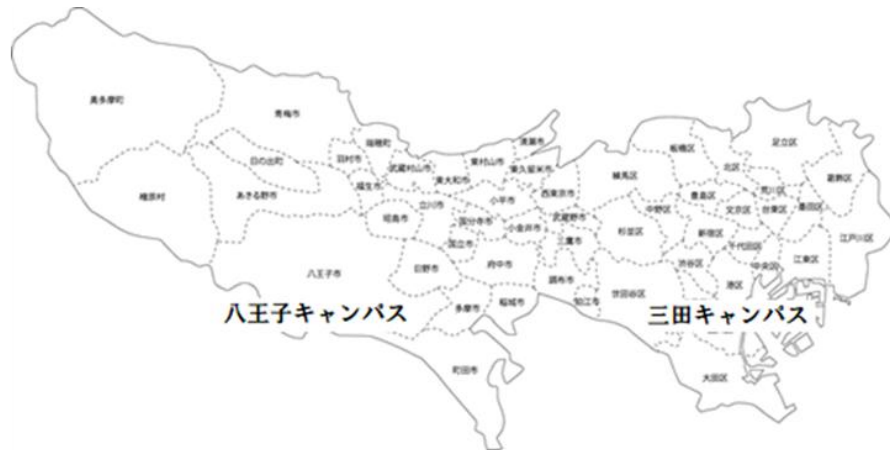 奥多摩町
青梅市
瑞穂町
清瀬市
板橋区
足立区
日の出町
羽村市
武蔵村山市
東村山市
東久留米市
東大和市
練馬区
北区
葛飾区
檜原村
あきる野市
福生市
立川市
小平市
西東京市
豊島区
荒川区
昭島市
国分寺市
小金井市
武蔵野市
中野区
文京区
台東区
墨田区
国立市
三鷹市
杉並区
新宿区
千代田区
江戸川区
八王子市
日野市
府中市
調布市
渋谷区
中央区
江東区
狛江市
世田谷区
港区
八王子キャンパス
多摩市
稲城市
三田キャンパス
町田市
大田区